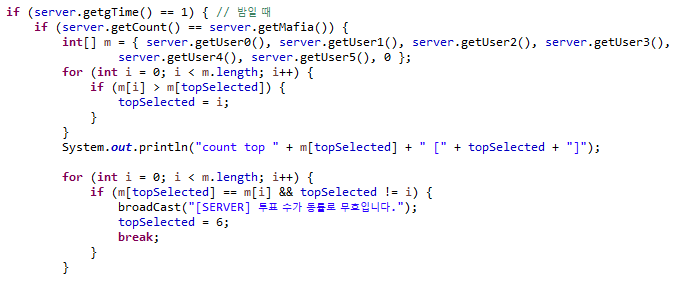 if (server.getgTime() == 1) { // 밤일 때
if (server.getCount() == server.getMafia()) {
int[] m = { server.getUser0(), server.getUser1(), server.getUser2(), server.getUser3(),
server.getUser4(), server.getUser5(), 0 };
for (int i = 0; i < m.length; i++) {
if (m[i] > m[topSelected]) {
topSelected = i;
}
}
System.out.println("count top " + m[topSelected] + " [" + topSelected + "]");
for (int i = 0; i < m.length; i++) {
if (m[topSelected] == m[i] && topSelected != i) {
broadCast("[SERVER] 투표 수가 동률로 무효입니다.");
topSelected = 6;
break;
}
}